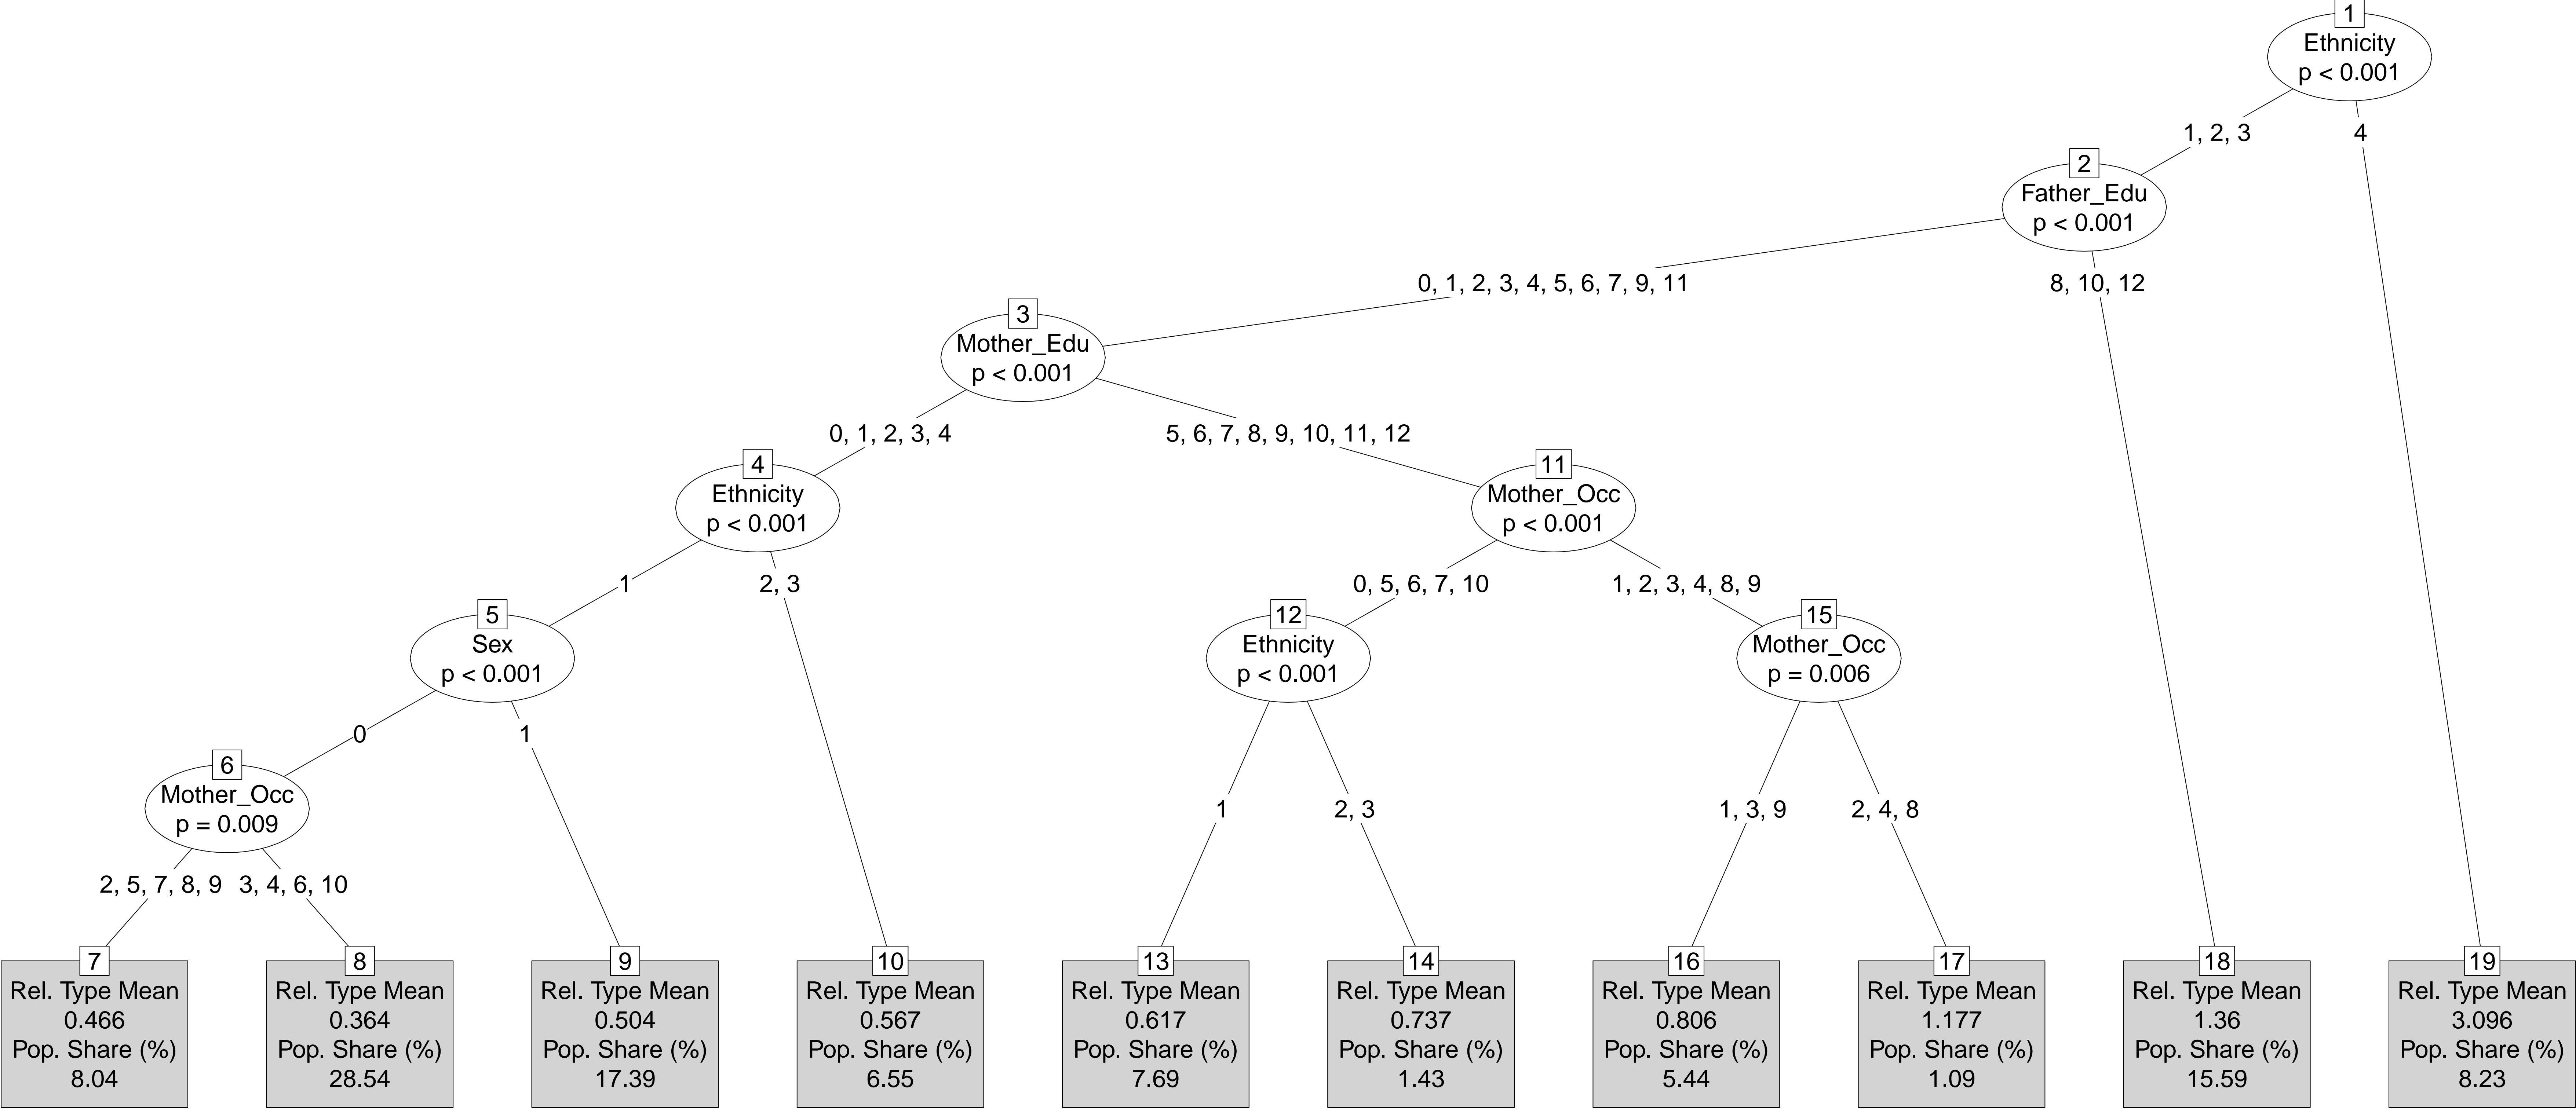 1
Ethnicity
p < 0.001
1, 2, 3
4
2
Father_Edu
p < 0.001
0, 1, 2, 3, 4, 5, 6, 7, 9, 11
8, 10, 12
3
Mother_Edu
p < 0.001
0, 1, 2, 3, 4
5, 6, 7, 8, 9, 10, 11, 12
4
Ethnicity
p < 0.001
1
2, 3
11
Mother_Occ
p < 0.001
0, 5, 6, 7, 10
1, 2, 3, 4, 8, 9
5
Sex
p < 0.001
0
1
12
Ethnicity
p < 0.001
1
2, 3
15
Mother_Occ
p = 0.006
1, 3, 9
2, 4, 8
6
Mother_Occ
p = 0.009
2, 5, 7, 8, 9
3, 4, 6, 10
7
Rel. Type Mean
0.466
Pop. Share (%)
8.04
8
Rel. Type Mean
0.364
Pop. Share (%)
28.54
9
Rel. Type Mean
0.504
Pop. Share (%)
17.39
10
Rel. Type Mean
0.567
Pop. Share (%)
6.55
13
Rel. Type Mean
0.617
Pop. Share (%)
7.69
14
Rel. Type Mean
0.737
Pop. Share (%)
1.43
16
Rel. Type Mean
0.806
Pop. Share (%)
5.44
17
Rel. Type Mean
1.177
Pop. Share (%)
1.09
18
Rel. Type Mean
1.36
Pop. Share (%)
15.59
19
Rel. Type Mean
3.096
Pop. Share (%)
8.23